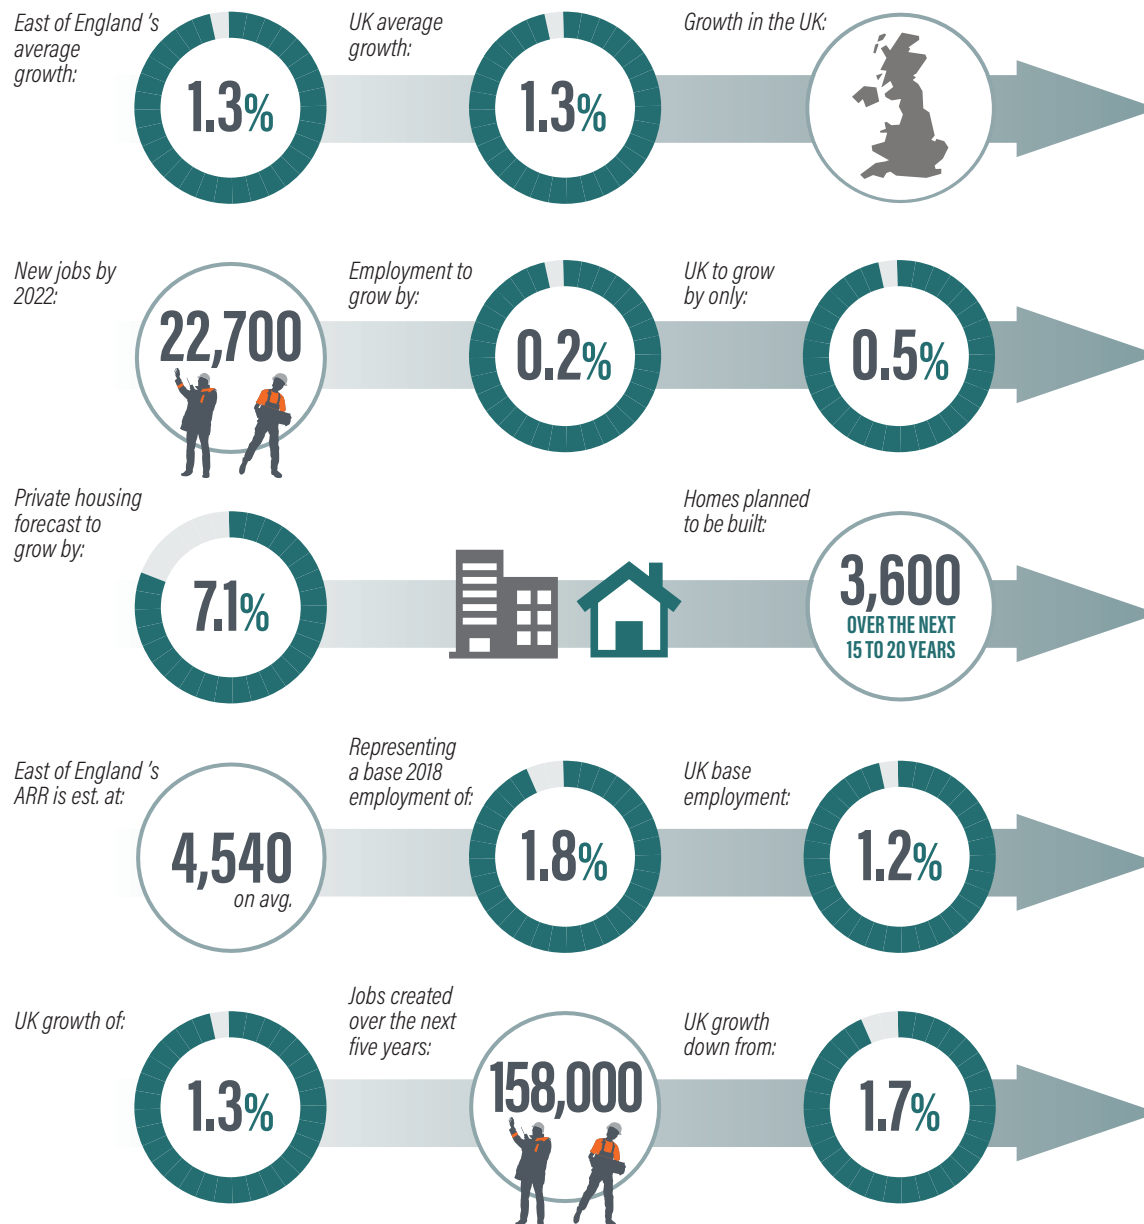 East of England 's
average
growth:
1.3%
UK average
growth:
1.3%
Growth in the UK:
New jobs by
2022:
22,700
Employment to
grow by:
0.2%
UK to grow
by only:
0.5%
Private housing
forecast to
grow by:
7.1%
Homes planned
to be built:
3,600
OVER THE NEXT
15 TO 20 YEARS
East of England 's
ARR is est. at:
4,540
on avg.
Representing
a base 2018
employment of:
1.8%
UK base
employment:
1.2%
UK growth of:
1.3%
Jobs created
over the next
five years:
158,000
UK growth
down from:
1.7%